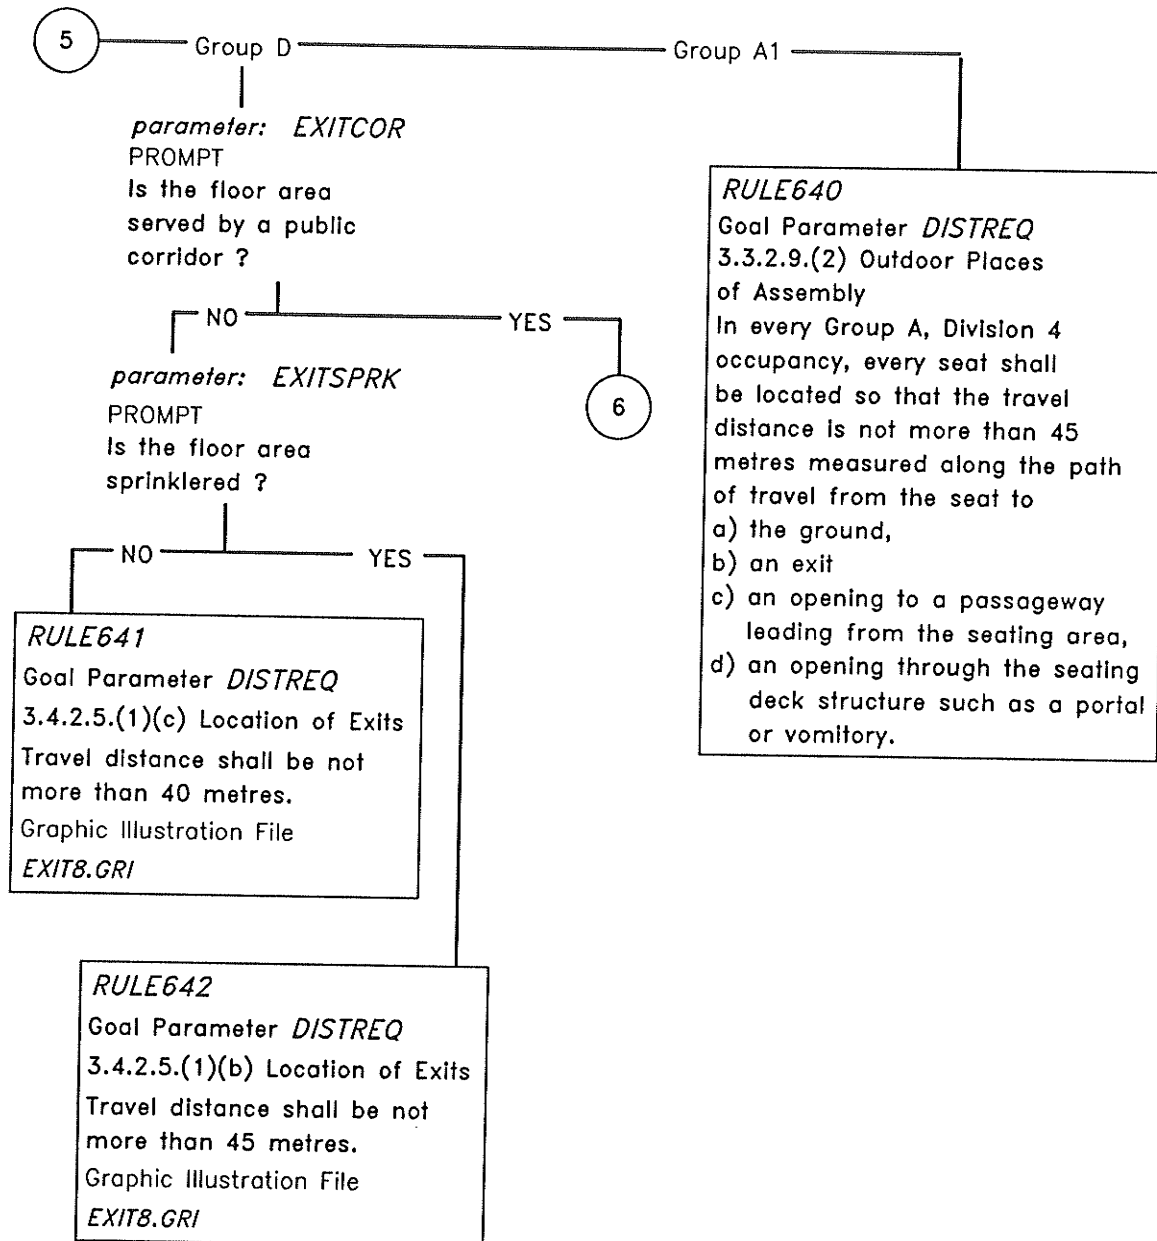 5
Group D
Group A1
parameter: EXITCOR
PROMPT
Is the floor area
served by a public
corridor ?
NO
YES
6
parameter: EXITSPRK
PROMPT
Is the floor area
sprinklered ?
NO
YES
RULE640
Goal Parameter DISTREQ
3.3.2.9.(2) Outdoor Places
of Assembly
In every Group A, Division 4
occupancy, every seat shall
be located so that the travel
distance is not more than 45
metres measured along the path
of travel from the seat to
a) the ground,
b) an exit
c) an opening to a passageway
leading from the seating area,
d) an opening through the seating
deck structure such as a portal
or vomitory.
RULE641
Goal Parameter DISTREQ
3.4.2.5.(1)(c) Location of Exits
Travel distance shall be not
more than 40 metres.
Graphic Illustration File
EXIT8.GRI
RULE642
Goal Parameter DISTREQ
3.4.2.5.(1)(b) Location of Exits
Travel distance shall be not
more than 45 metres.
Graphic Illustration File
EXIT8.GRI